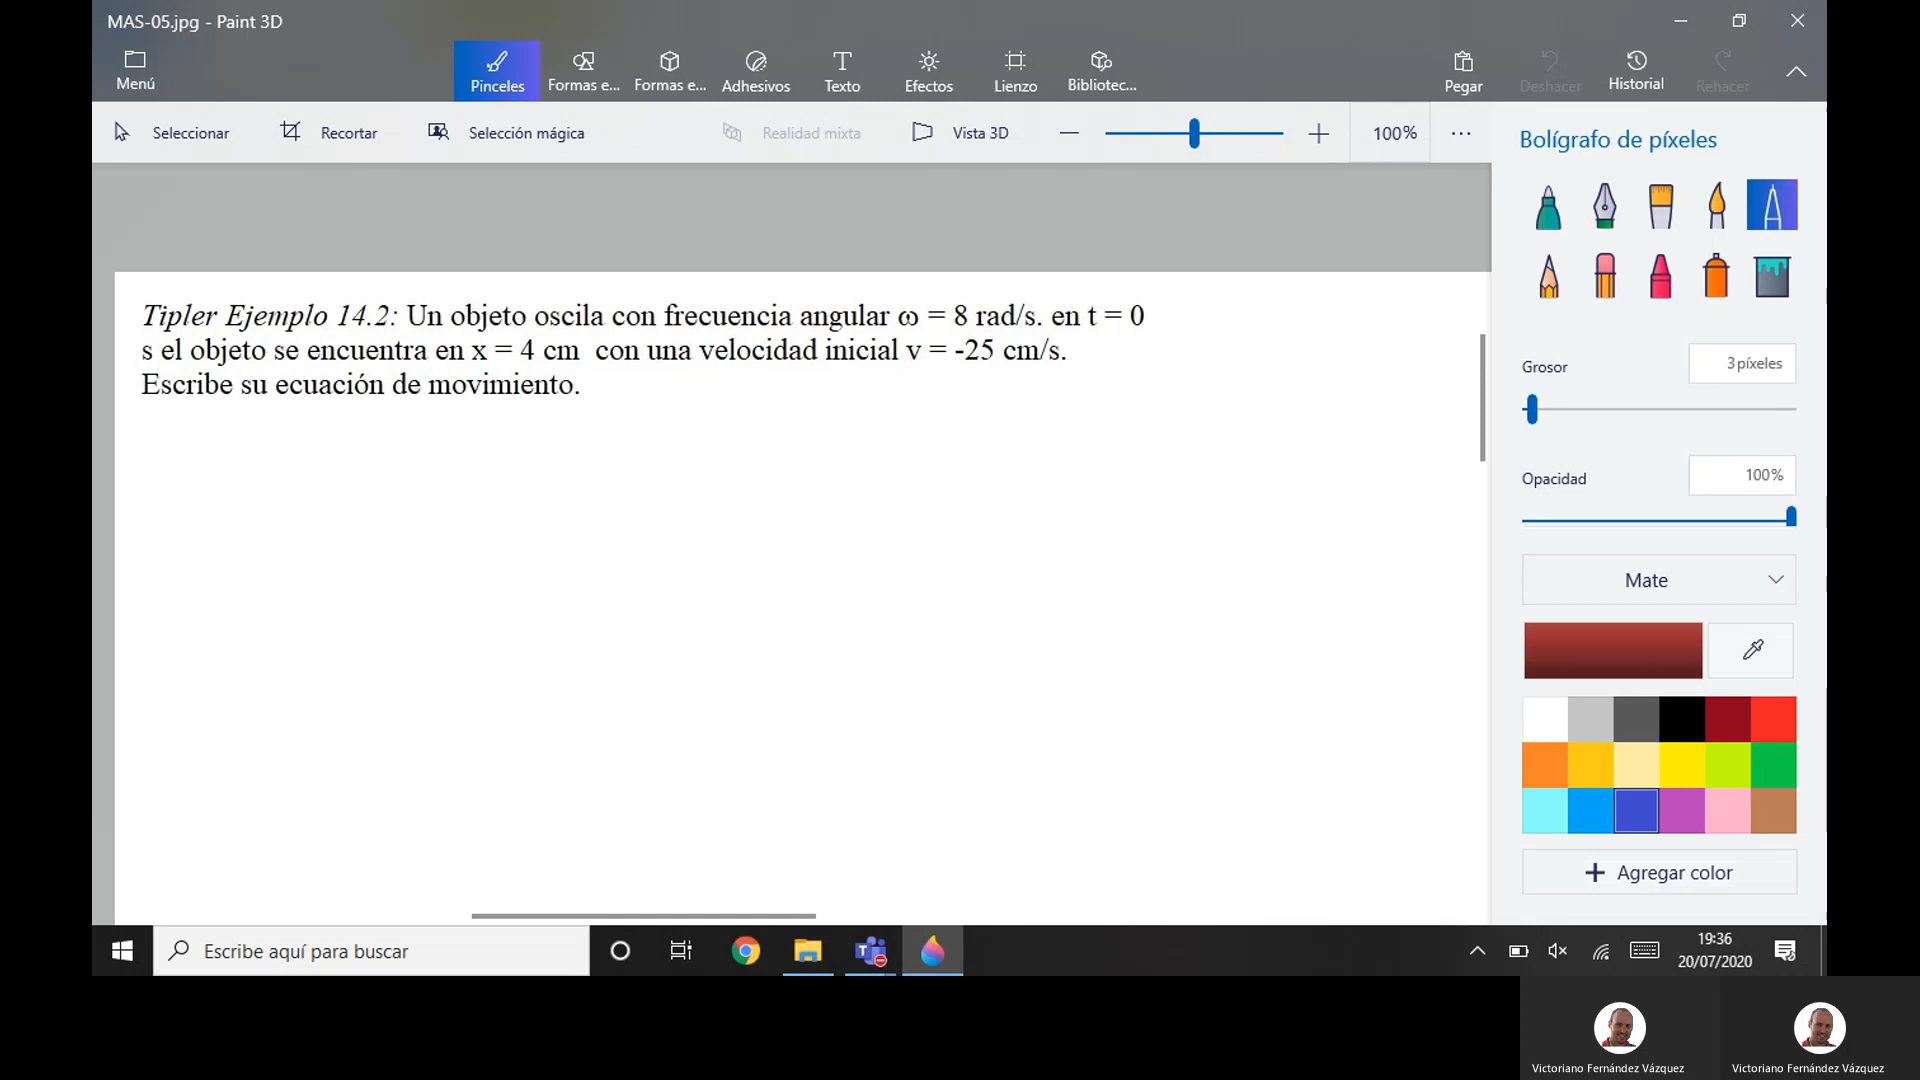 MAS-05.jpg - Paint 3D
Menú
Pinceles
Formas e...
Formas e...
Adhesivos
Texto
Efectos
Lienzo
Bibliotec...
Pegar
Deshacer
Historial
Rehacer
Seleccionar
Recortar
Selección mágica
Realidad mixta
Vista 3D
100%
Bolígrafo de píxeles
Tipler Ejemplo 14.2: Un objeto oscila con frecuencia angular ω = 8 rad/s. en t = 0
s el objeto se encuentra en x = 4 cm con una velocidad inicial v = -25 cm/s.
Escribe su ecuación de movimiento.
Grosor
3 píxeles
Opacidad
100%
Mate
Agregar color
Escribe aquí para buscar
19:36
20/07/2020
Victoriano Fernández Vázquez
Victoriano Fernández Vázquez